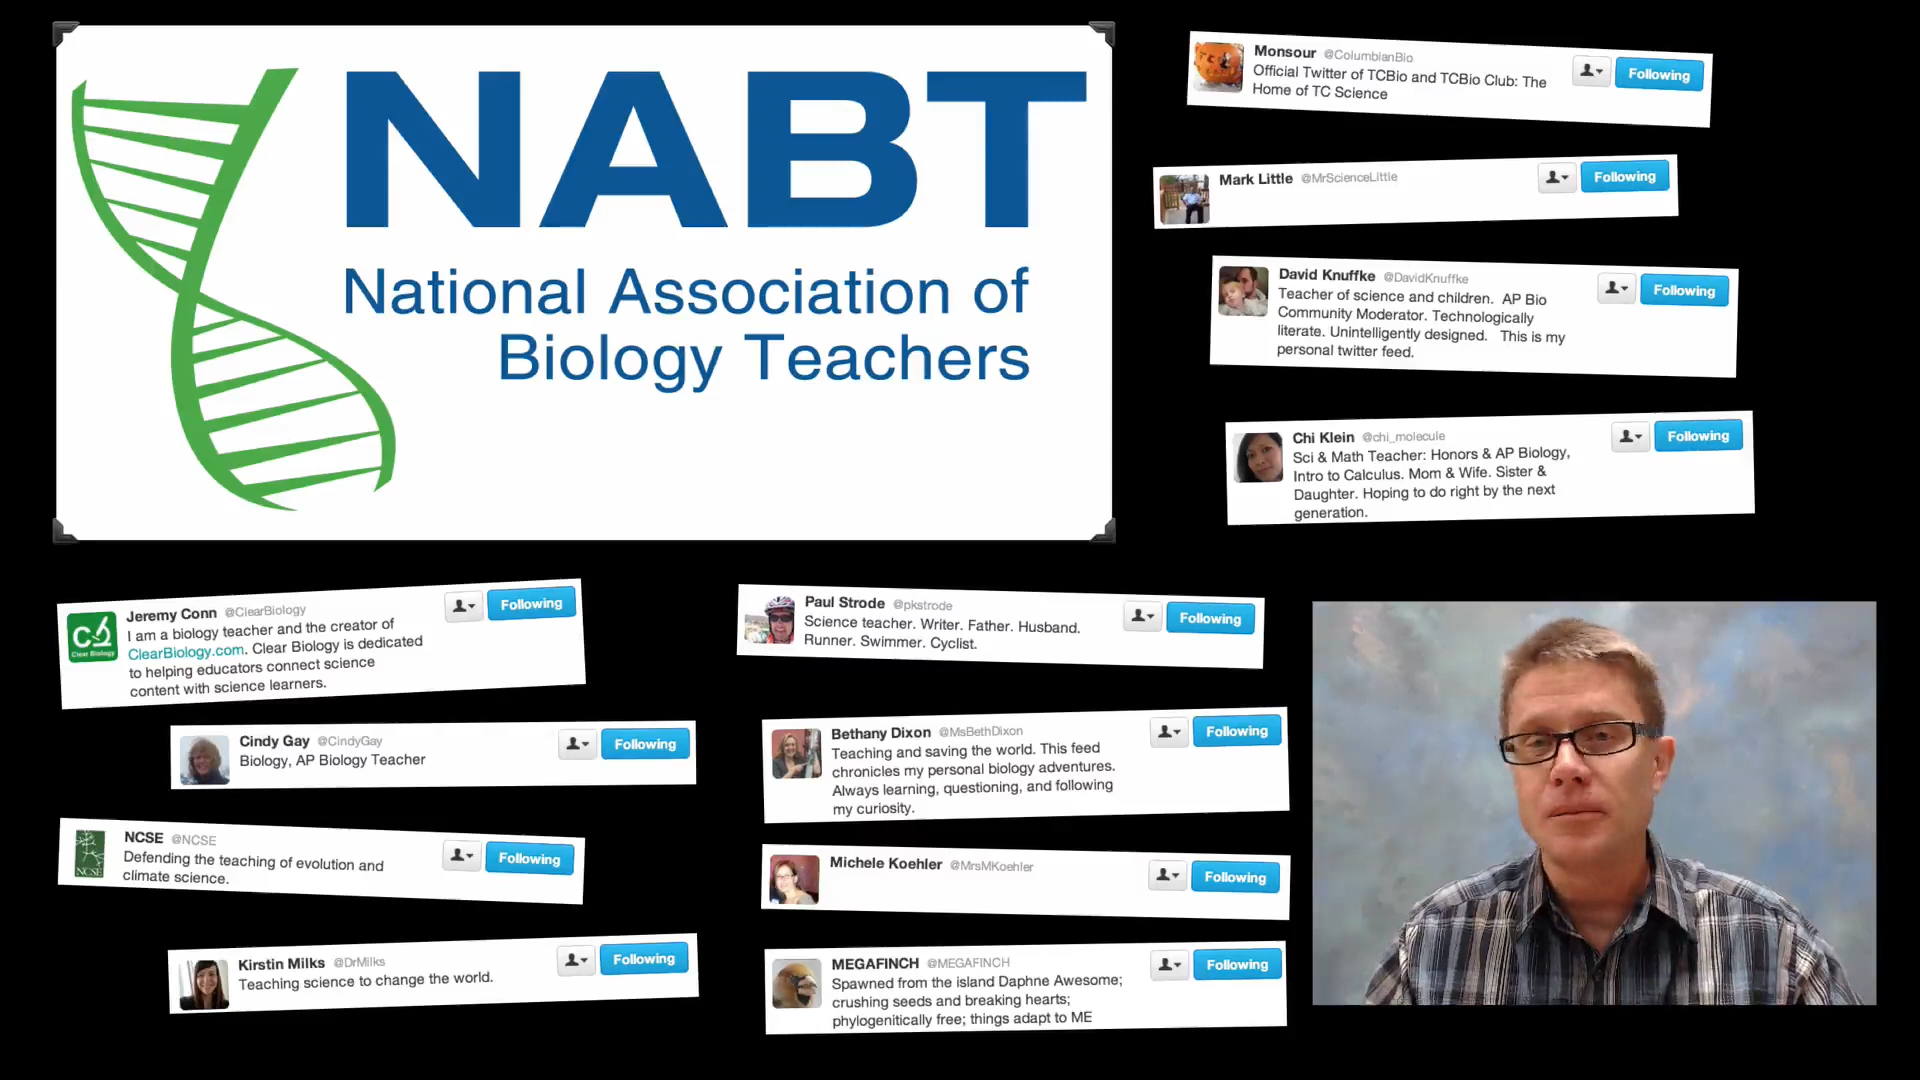 NABT
National Association of
Biology Teachers
Monsour @ColumbianBio
Official Twitter of TCBio and TCBio Club: The
Home of TC Science
Following
Mark Little @MrScienceLittle
Following
David Knuffke @DavidKnuffke
Teacher of science and children. AP Bio
Community Moderator. Technologically
literate. Unintelligently designed. This is my
personal twitter feed.
Following
Chi Klein @chi_molecule
Sci & Math Teacher: Honors & AP Biology,
Intro to Calculus. Mom & Wife. Sister &
Daughter. Hoping to do right by the next
generation.
Following
Jeremy Conn @ClearBiology
I am a biology teacher and the creator of
ClearBiology.com. Clear Biology is dedicated
to helping educators connect science
content with science learners.
Following
Clear Biology
Cindy Gay @CindyGay
Biology, AP Biology Teacher
Following
NCSE @NCSE
Defending the teaching of evolution and
climate science.
Following
NCSE
Kirstin Milks @DrMilks
Teaching science to change the world.
Following
Paul Strode @pkstrode
Science teacher. Writer. Father. Husband.
Runner. Swimmer. Cyclist.
Following
Bethany Dixon @MsBethDixon
Teaching and saving the world. This feed
chronicles my personal biology adventures.
Always learning, questioning, and following
my curiosity.
Following
Michele Koehler @MrsMKoehler
Following
MEGAFINCH @MEGAFINCH
Spawned from the island Daphne Awesome;
crushing seeds and breaking hearts;
phylogenitically free; things adapt to ME
Following